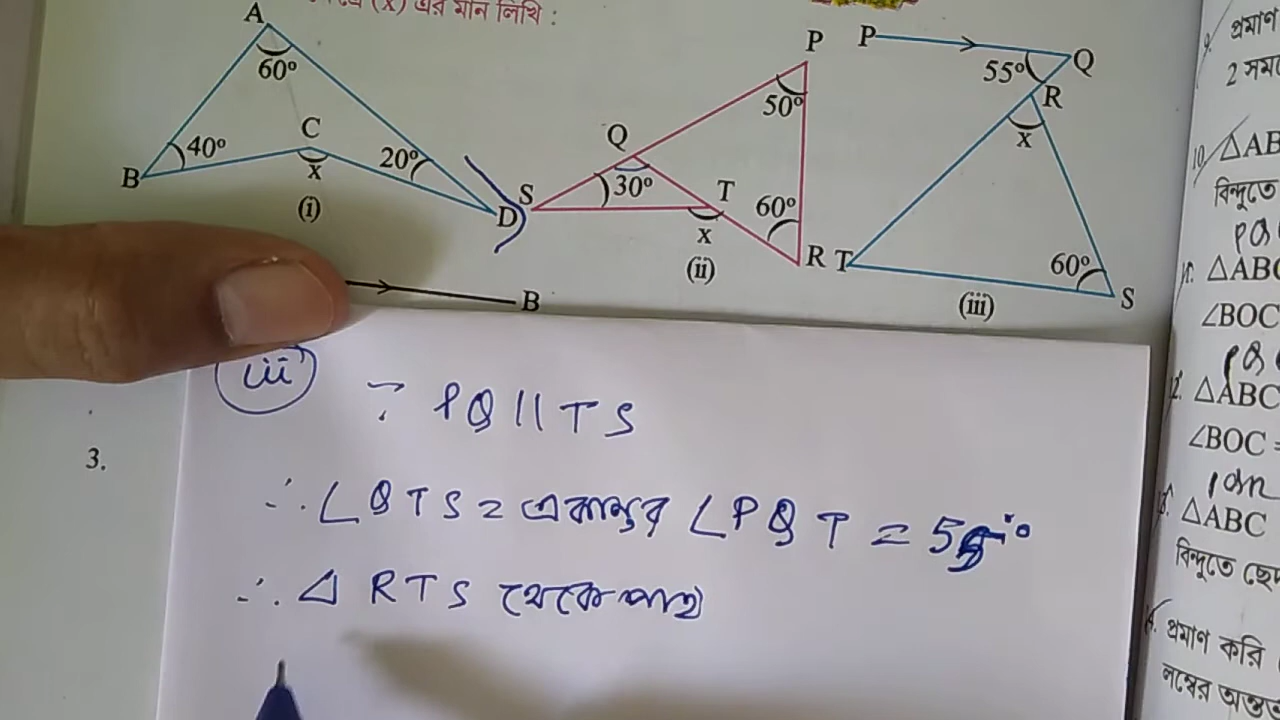 (x) এর মান লিখি :
A
60°
B
40°
C
x
20°
D
(i)
P
50°
Q
S
30°
T
x
60°
R
(ii)
P
Q
55°
R
x
T
60°
S
(iii)
B
3.
iii
∵ PQ || TS
∴ ∠QTS = একান্তর ∠PQT = 55°
∴ △ RTS থেকে পাই
প্রমাণ
2 সম
10. △AB
বিন্দুতে
△ABC
∠BOC
△ABC
∠BOC =
△ABC
বিন্দুতে ছেদ
প্রমাণ করি
লম্বের অন্ত